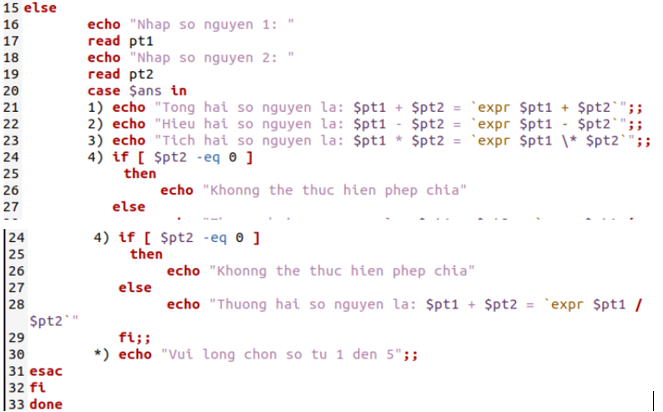 15 else
16 echo "Nhap so nguyen 1: "
17 read pt1
18 echo "Nhap so nguyen 2: "
19 read pt2
20 case $ans in
21 1) echo "Tong hai so nguyen la: $pt1 + $pt2 = `expr $pt1 + $pt2`";;
22 2) echo "Hieu hai so nguyen la: $pt1 - $pt2 = `expr $pt1 - $pt2`";;
23 3) echo "Tich hai so nguyen la: $pt1 * $pt2 = `expr $pt1 \* $pt2`";;
24 4) if [ $pt2 -eq 0 ]
25 then
26 echo "Khonng the thuc hien phep chia"
27 else
24 4) if [ $pt2 -eq 0 ]
25 then
26 echo "Khonng the thuc hien phep chia"
27 else
28 echo "Thuong hai so nguyen la: $pt1 + $pt2 = `expr $pt1 /
$pt2`"
29 fi;;
30 *) echo "Vui long chon so tu 1 den 5";;
31 esac
32 fi
33 done